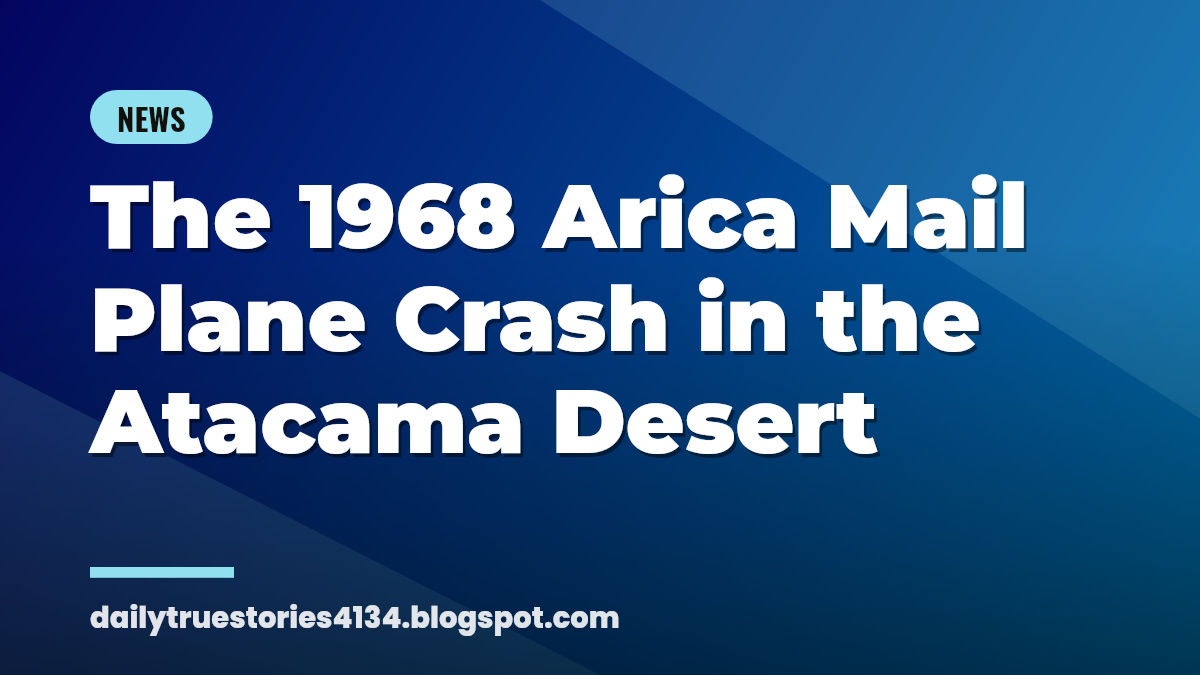 NEWS
The 1968 Arica Mail
Plane Crash in the
Atacama Desert
dailytruestories4134.blogspot.com